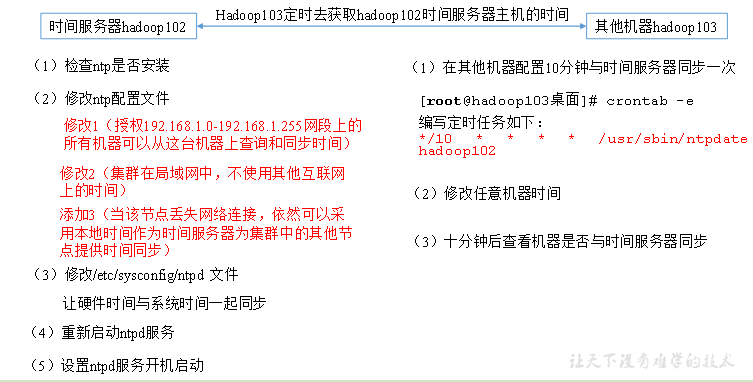 Hadoop103定时去获取hadoop102时间服务器主机的时间
时间服务器hadoop102
其他机器hadoop103
（1）检查ntp是否安装
（2）修改ntp配置文件
修改1（授权192.168.1.0-192.168.1.255网段上的
所有机器可以从这台机器上查询和同步时间）
修改2（集群在局域网中，不使用其他互联网
上的时间）
添加3（当该节点丢失网络连接，依然可以采
用本地时间作为时间服务器为集群中的其他节
点提供时间同步）
（3）修改/etc/sysconfig/ntpd 文件
让硬件时间与系统时间一起同步
（4）重新启动ntpd服务
（5）设置ntpd服务开机启动
（1）在其他机器配置10分钟与时间服务器同步一次
[root@hadoop103桌面]# crontab -e
编写定时任务如下：
*/10 * * * * /usr/sbin/ntpdate
hadoop102
（2）修改任意机器时间
（3）十分钟后查看机器是否与时间服务器同步
让天下没有难学的技术